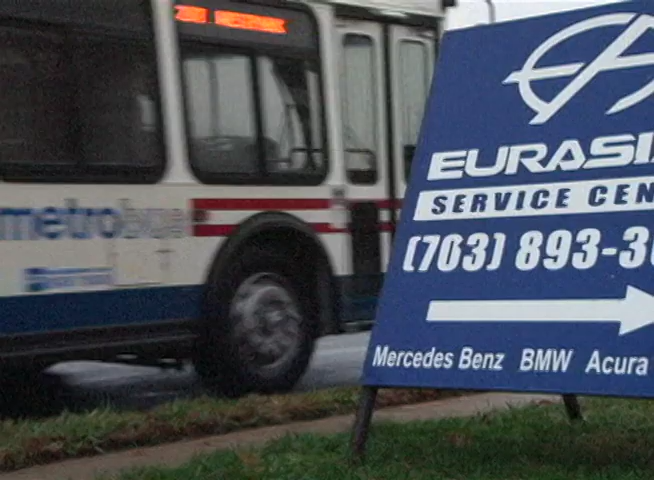 metrobus
EURASI
SERVICE CEN
(703) 893-3
Mercedes Benz BMW Acura